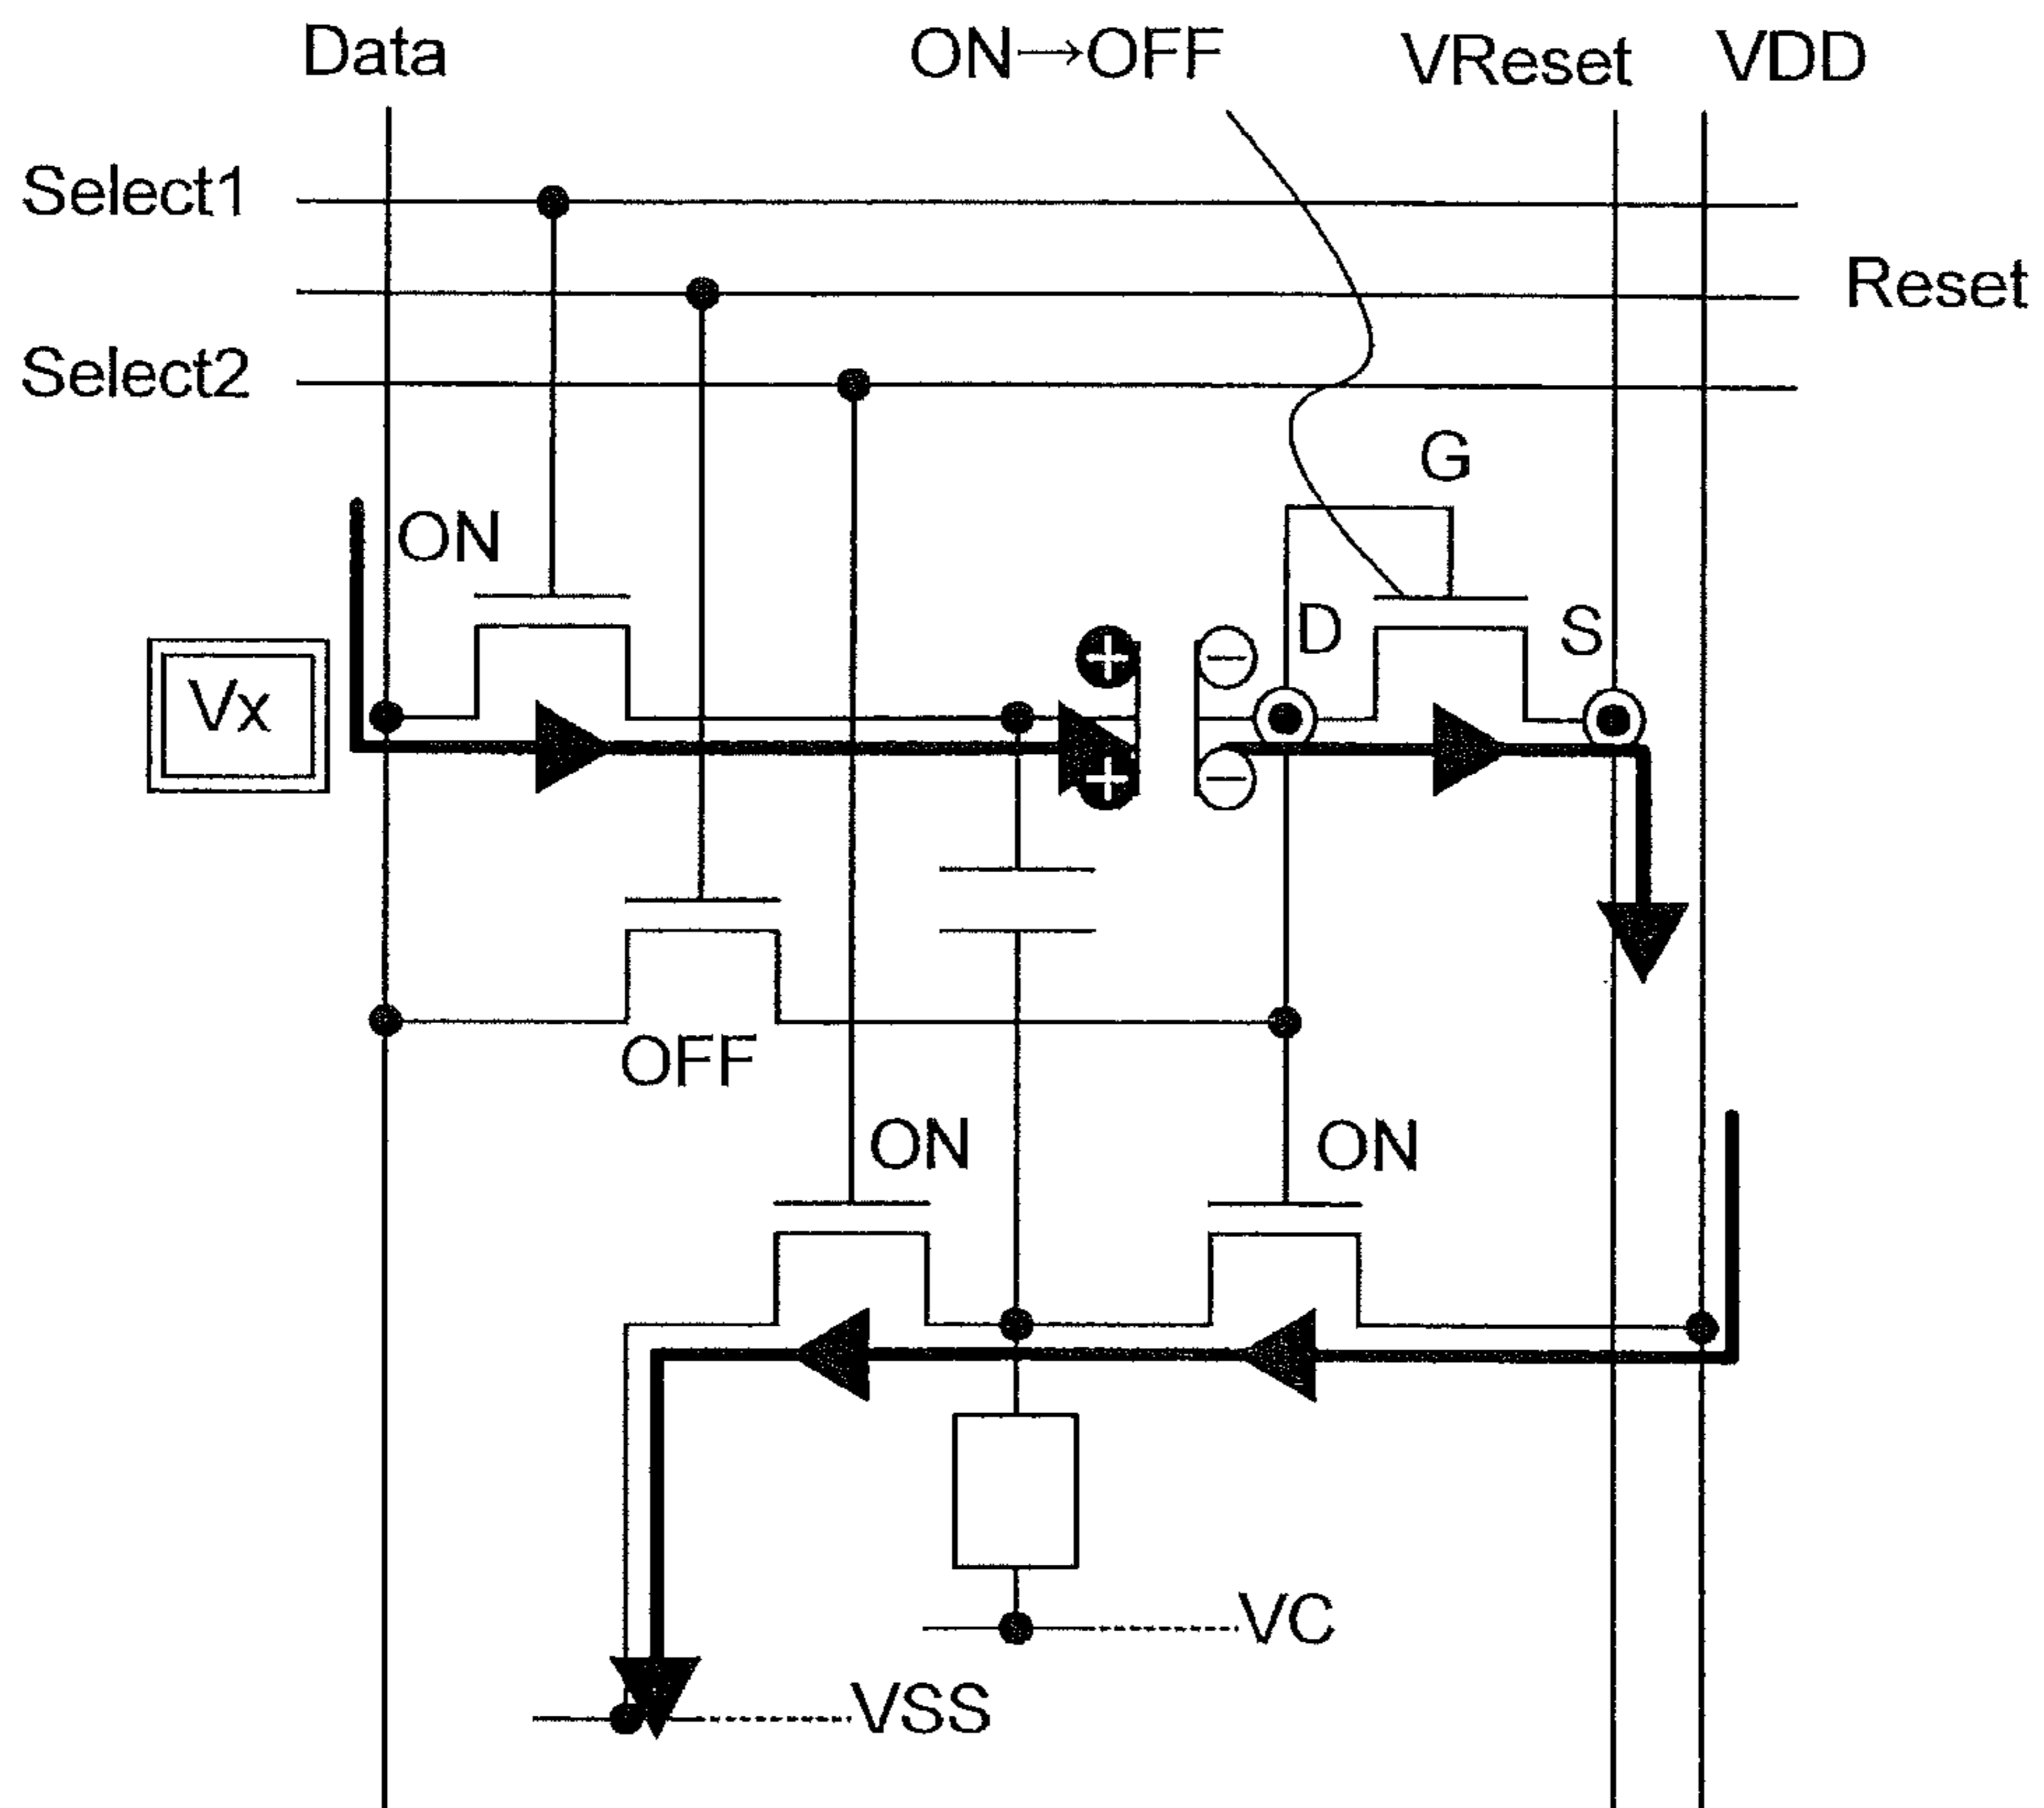 Data
ON→OFF
VReset
VDD
Select1
Reset
Select2
G
ON
D
S
Vx
+
−
+
−
OFF
ON
ON
VC
VSS